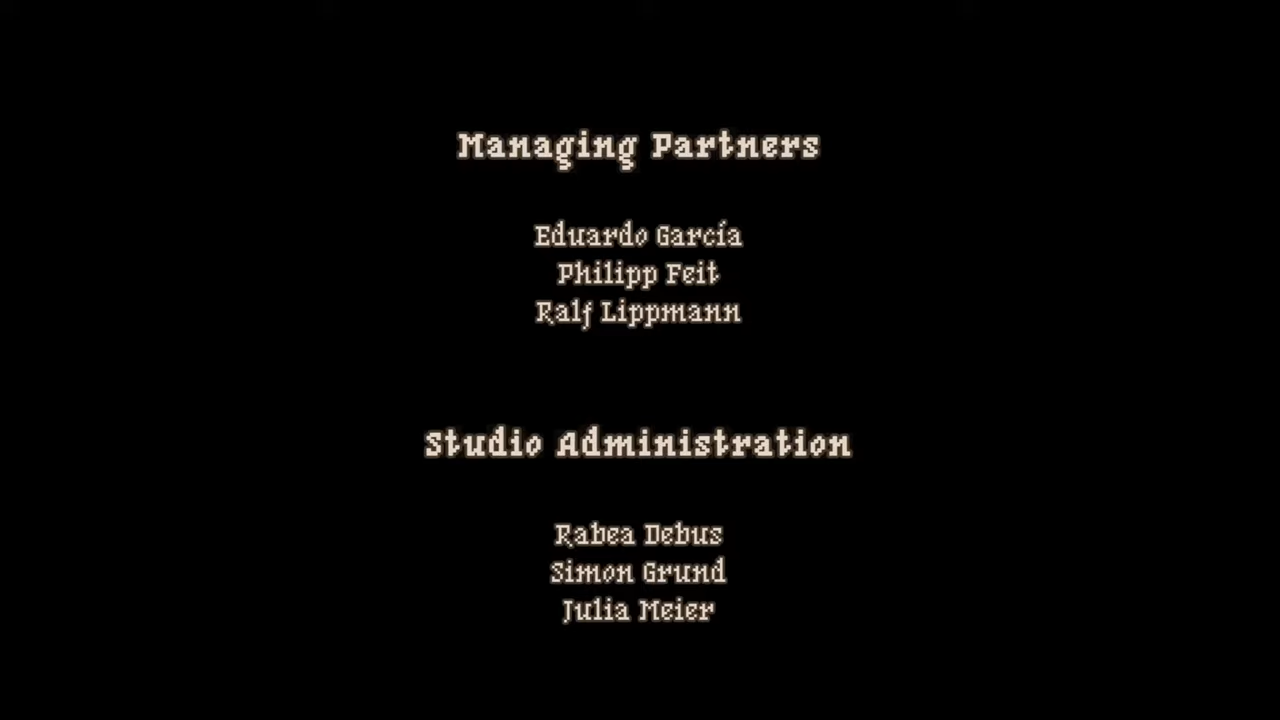 Managing Partners
Eduardo García
Philipp Feit
Ralf Lippmann
Studio Administration
Rabea Debus
Simon Grund
Julia Meier